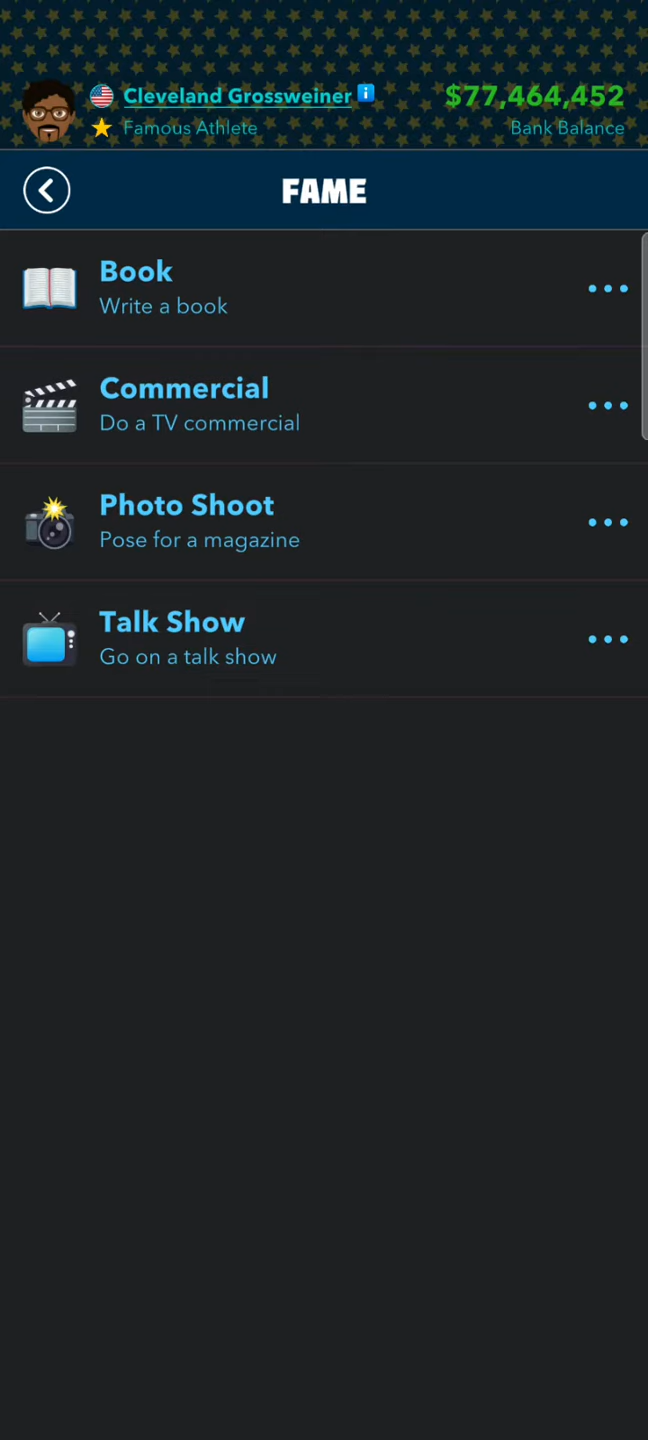 Cleveland Grossweiner
$77,464,452
Famous Athlete
Bank Balance
FAME
Book
Write a book
Commercial
Do a TV commercial
Photo Shoot
Pose for a magazine
Talk Show
Go on a talk show